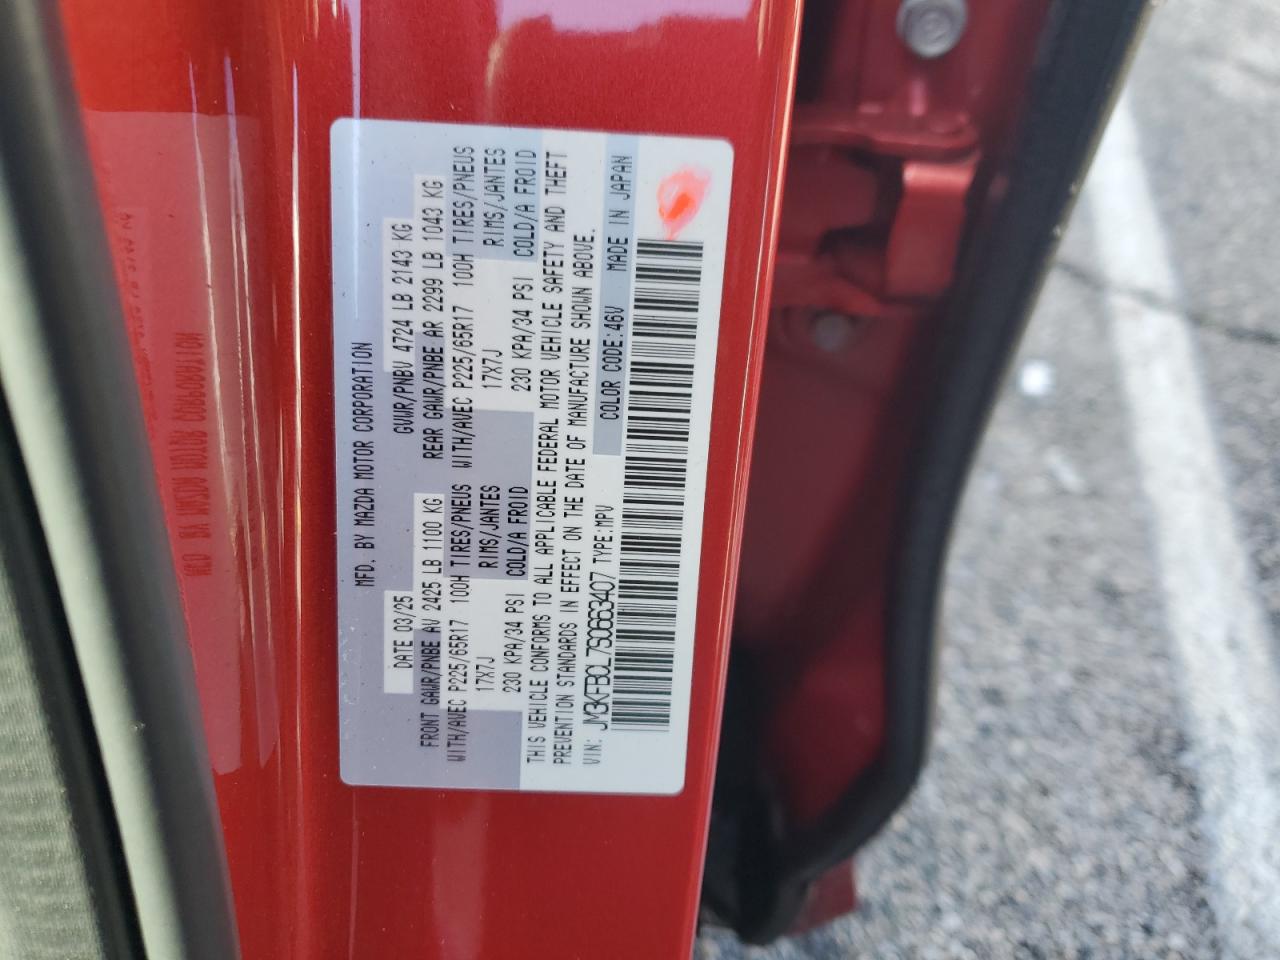 MFD. BY MAZDA MOTOR CORPORATION
DATE 03/25 GVWR/PNBV 4724 LB 2143 KG
FRONT GAWR/PNBE AV 2425 LB 1100 KG REAR GAWR/PNBE AR 2299 LB 1043 KG
WITH/AVEC P225/65R17 100H TIRES/PNEUS WITH/AVEC P225/65R17 100H TIRES/PNEUS
17X7J RIMS/JANTES 17X7J RIMS/JANTES
230 KPA/34 PSI COLD/A FROID 230 KPA/34 PSI COLD/A FROID
THIS VEHICLE CONFORMS TO ALL APPLICABLE FEDERAL MOTOR VEHICLE SAFETY AND THEFT
PREVENTION STANDARDS IN EFFECT ON THE DATE OF MANUFACTURE SHOWN ABOVE.
VIN: JM3KFBCL7S0663407 TYPE:MPV COLOR CODE:46V MADE IN JAPAN